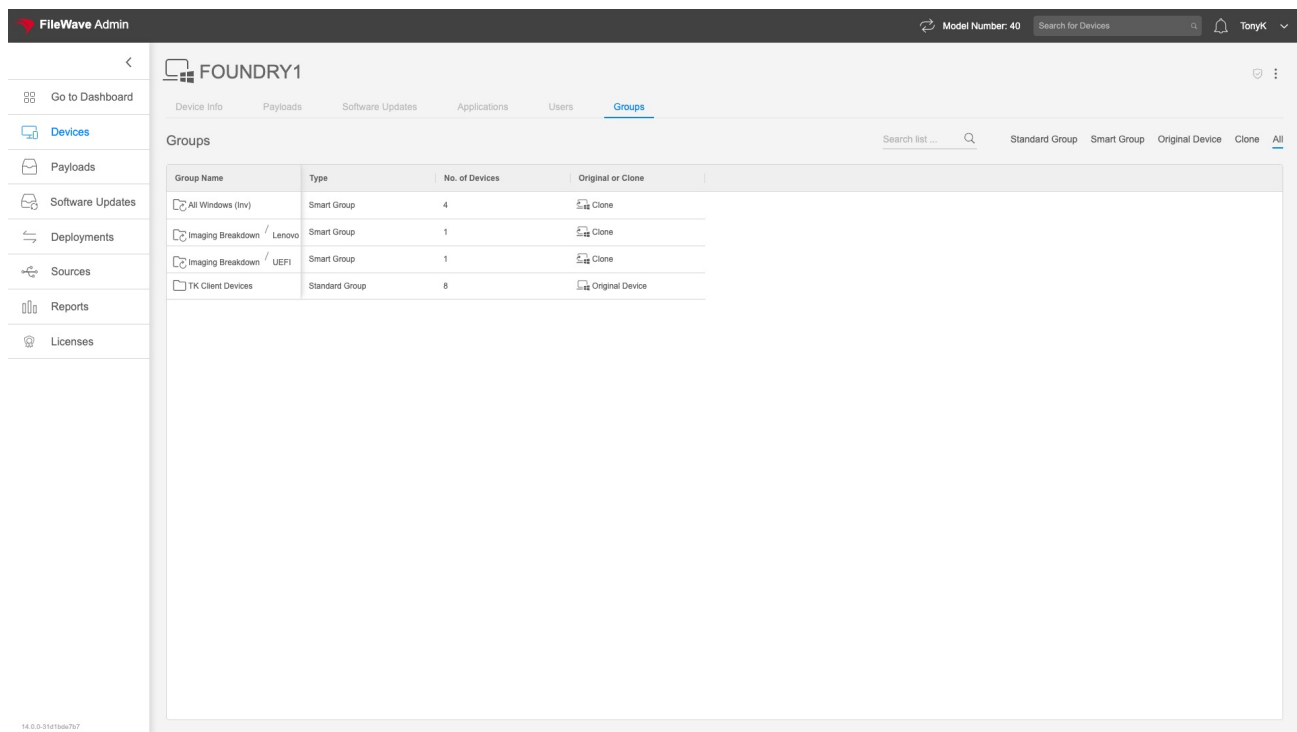 FileWave Admin
Model Number: 40 Search for Devices TonyK
FOUNDRY1
Go to Dashboard
Devices
Payloads
Software Updates
Deployments
Sources
Reports
Licenses
Device Info Payloads Software Updates Applications Users Groups
Groups
Search list ... Standard Group Smart Group Original Device Clone All
Group Name Type No. of Devices Original or Clone
All Windows (Inv) Smart Group 4 Clone
Imaging Breakdown / Lenovo Smart Group 1 Clone
Imaging Breakdown / UEFI Smart Group 1 Clone
TK Client Devices Standard Group 8 Original Device
14.0.0-31d1bde7b7